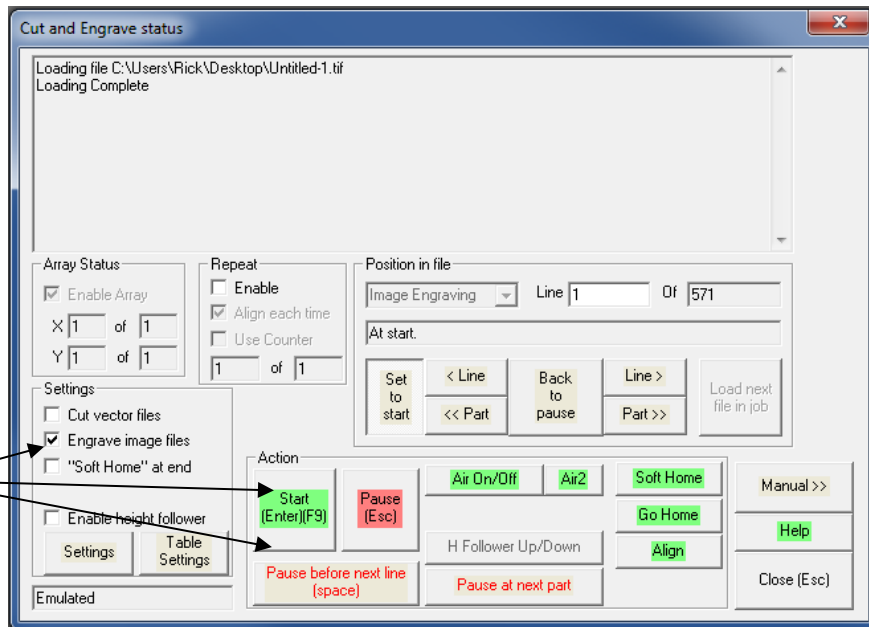 Cut and Engrave status
Loading file C:\Users\Rick\Desktop\Untitled-1.tif
Loading Complete
Array Status
Enable Array
X 1 of 1
Y 1 of 1
Repeat
Enable
Align each time
Use Counter
1 of 1
Position in file
Image Engraving Line 1 Of 571
At start.
Set
to
start
< Line
<< Part
Back
to
pause
Line >
Part >>
Load next
file in job
Settings
Cut vector files
Engrave image files
"Soft Home" at end
Enable height follower
Settings
Table
Settings
Emulated
Action
Start
(Enter)(F9)
Pause
(Esc)
Pause before next line
(space)
Air On/Off
Air2
H Follower Up/Down
Pause at next part
Soft Home
Go Home
Align
Manual >>
Help
Close (Esc)